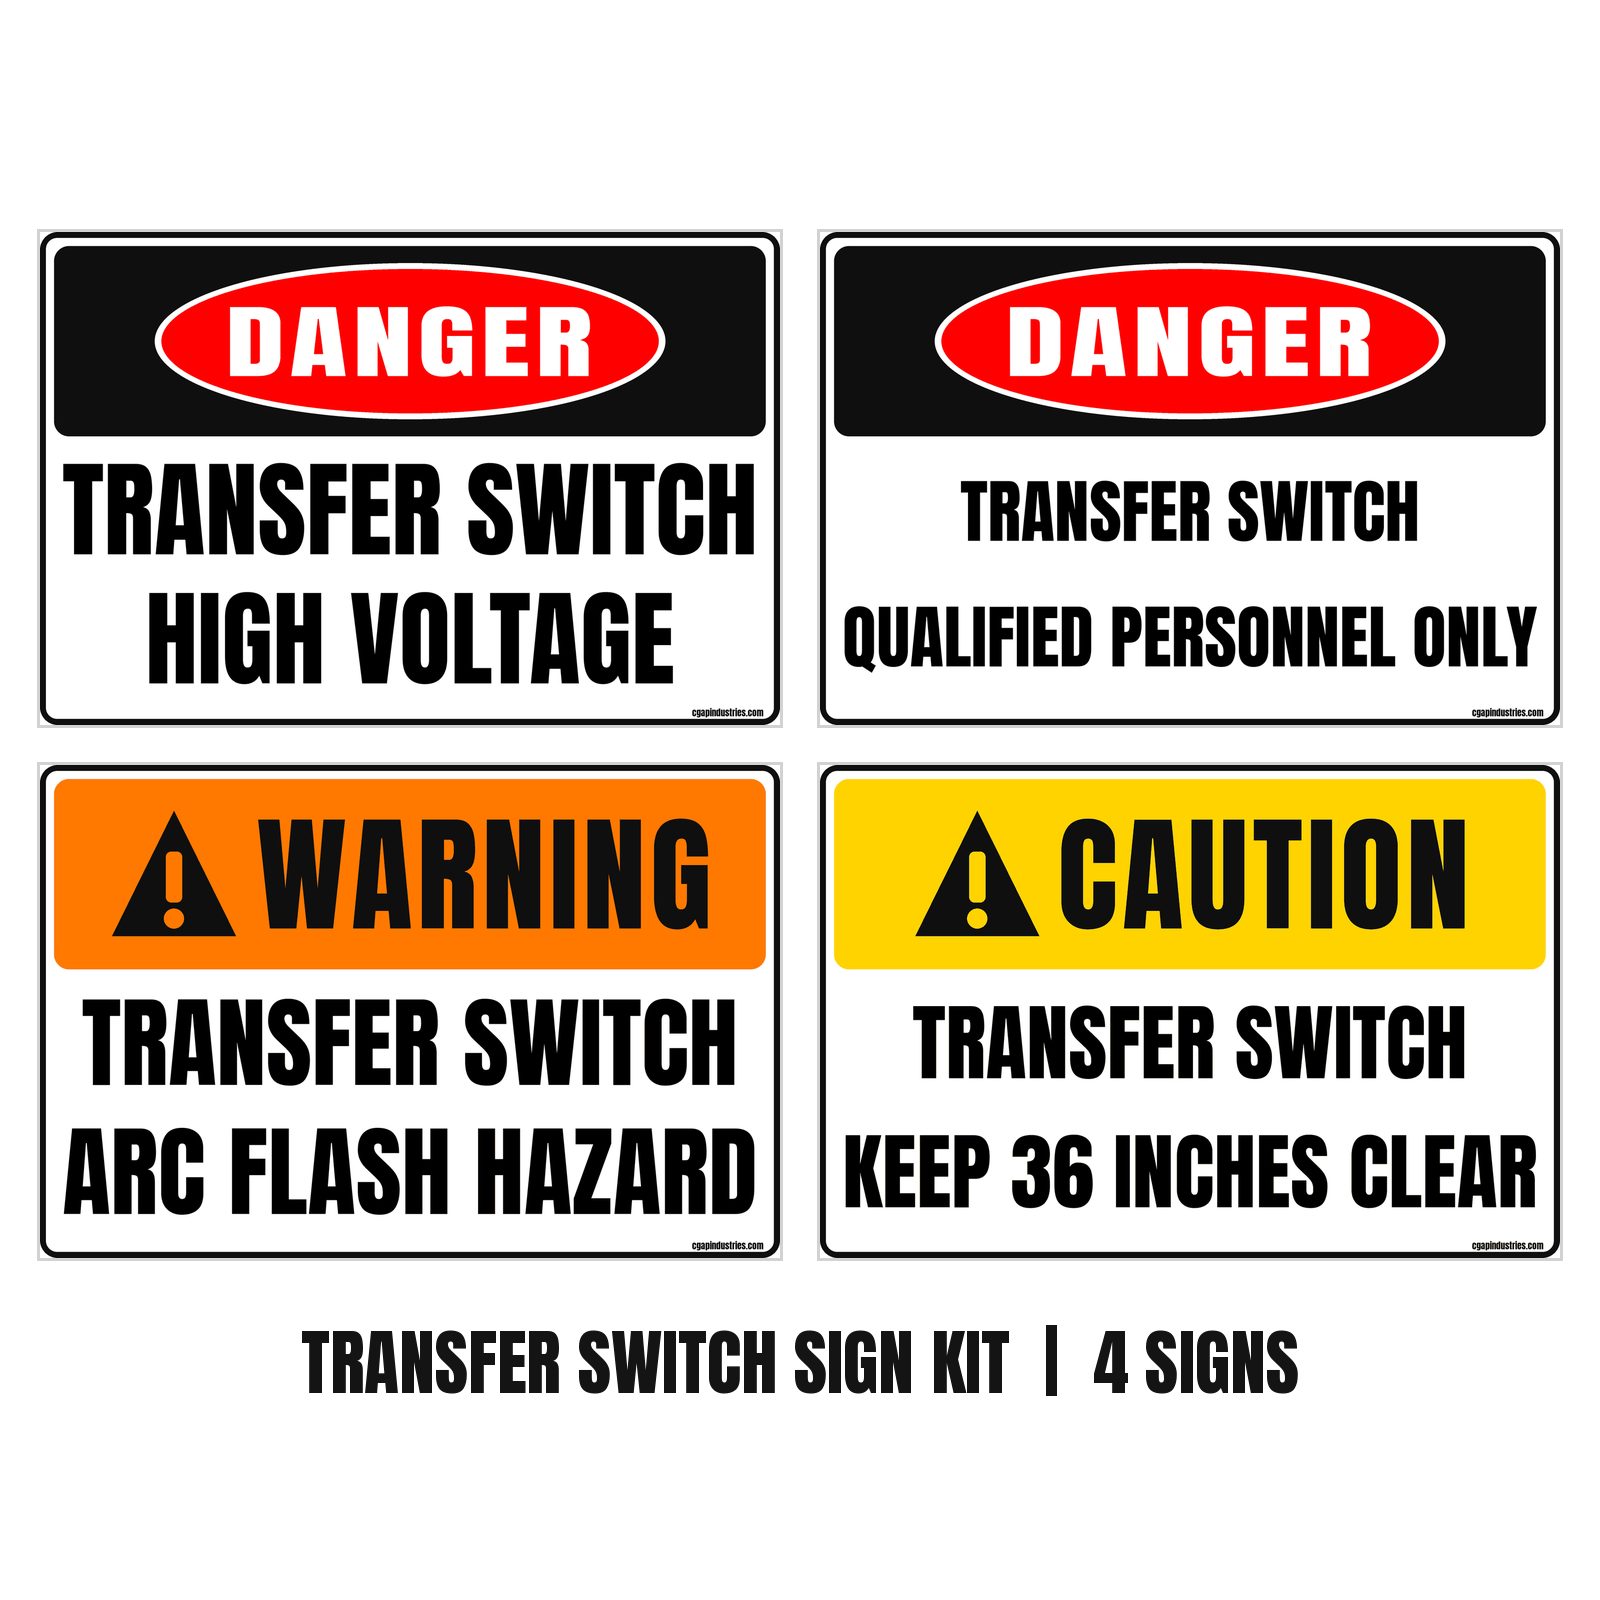 DANGER
TRANSFER SWITCH
HIGH VOLTAGE
cgapindustries.com
DANGER
TRANSFER SWITCH
QUALIFIED PERSONNEL ONLY
cgapindustries.com
WARNING
TRANSFER SWITCH
ARC FLASH HAZARD
cgapindustries.com
CAUTION
TRANSFER SWITCH
KEEP 36 INCHES CLEAR
cgapindustries.com
TRANSFER SWITCH SIGN KIT | 4 SIGNS